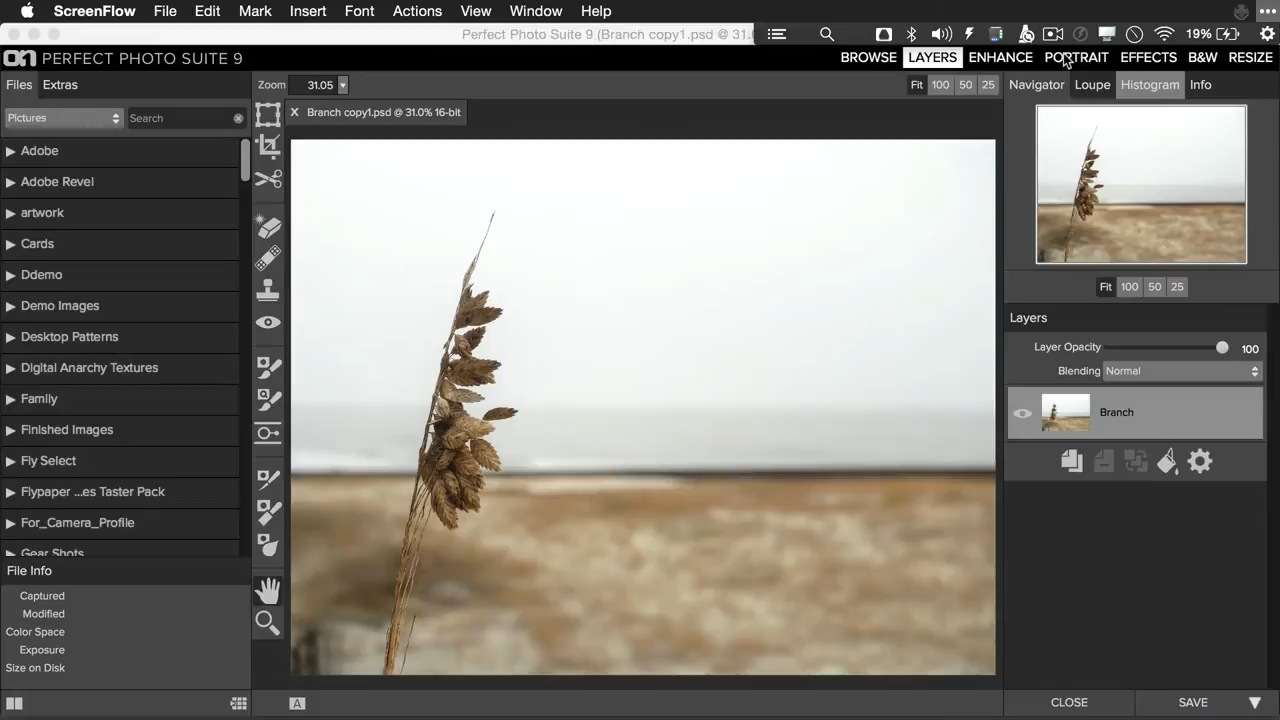 ScreenFlow File Edit Mark Insert Font Actions View Window Help
Perfect Photo Suite 9 (Branch copy1.psd @ 31.0
19%
on PERFECT PHOTO SUITE 9
BROWSE LAYERS ENHANCE PORTRAIT EFFECTS B&W RESIZE
Files Extras
Zoom 31.05
Fit 100 50 25
Navigator Loupe Histogram Info
Pictures
Search
X Branch copy1.psd @ 31.0% 16-bit
Adobe
Adobe Revel
artwork
Cards
Ddemo
Demo Images
Desktop Patterns
Digital Anarchy Textures
Family
Finished Images
Fly Select
Flypaper ...es Taster Pack
For_Camera_Profile
Gear Shots
File Info
Captured
Modified
Color Space
Exposure
Size on Disk
A
Fit 100 50 25
Layers
Layer Opacity 100
Blending Normal
Branch
CLOSE SAVE